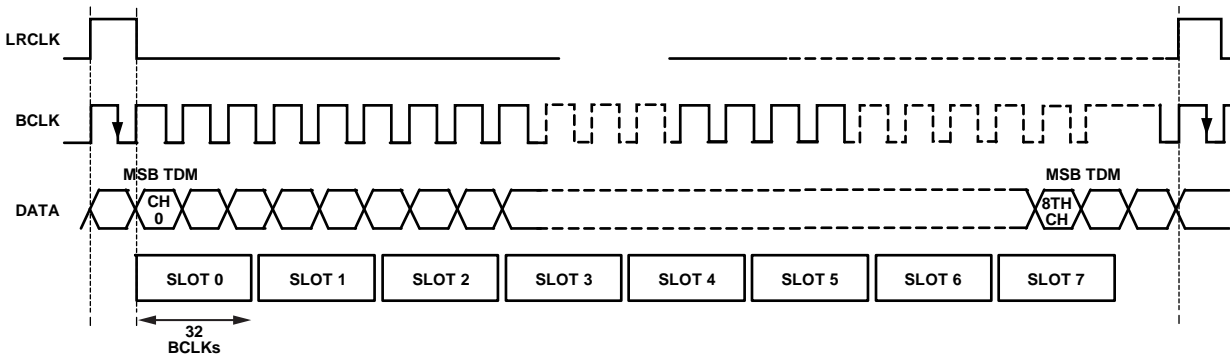 LRCLK
BCLK
MSB TDM
MSB TDM
DATA
CH
0
8TH
CH
SLOT 0
SLOT 1
SLOT 2
SLOT 3
SLOT 4
SLOT 5
SLOT 6
SLOT 7
32
BCLKs